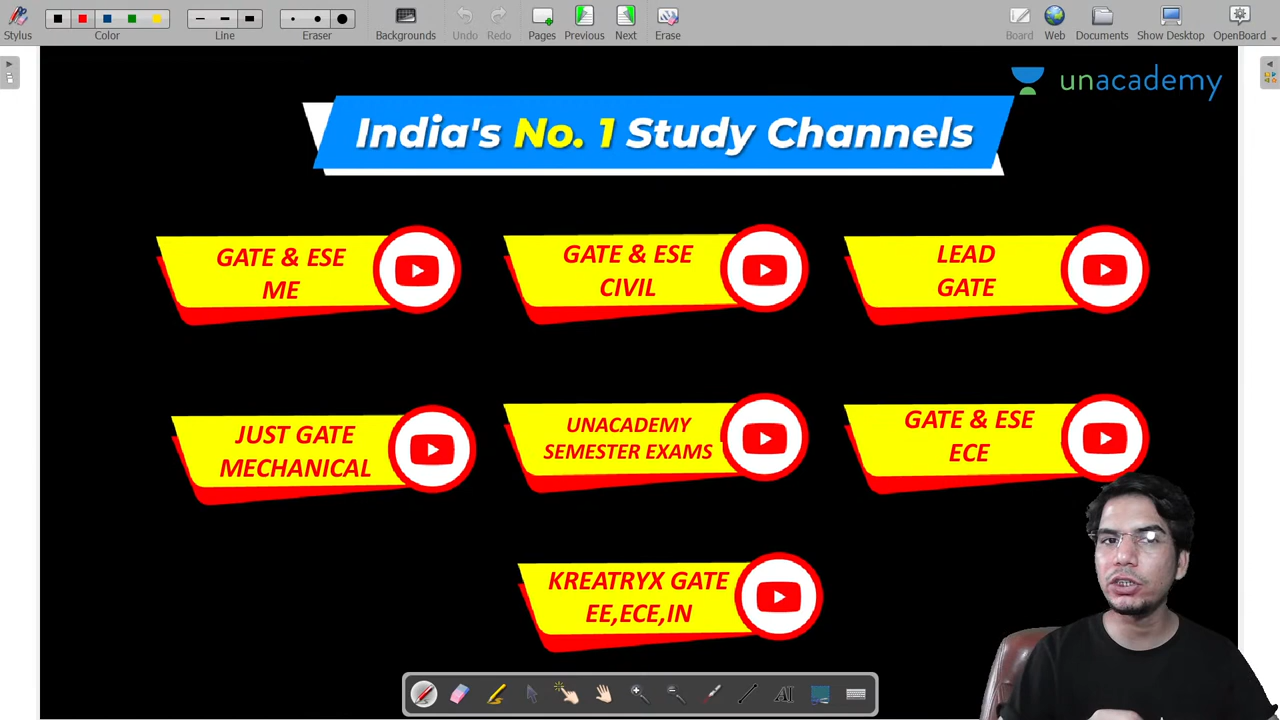 Stylus
Color
Line
Eraser
Backgrounds
Undo
Redo
Pages
Previous
Next
Erase
Board
Web
Documents
Show Desktop
OpenBoard
unacademy
India's No. 1 Study Channels
GATE & ESE
ME
GATE & ESE
CIVIL
LEAD
GATE
JUST GATE
MECHANICAL
UNACADEMY
SEMESTER EXAMS
GATE & ESE
ECE
KREATRYX GATE
EE,ECE,IN
AI